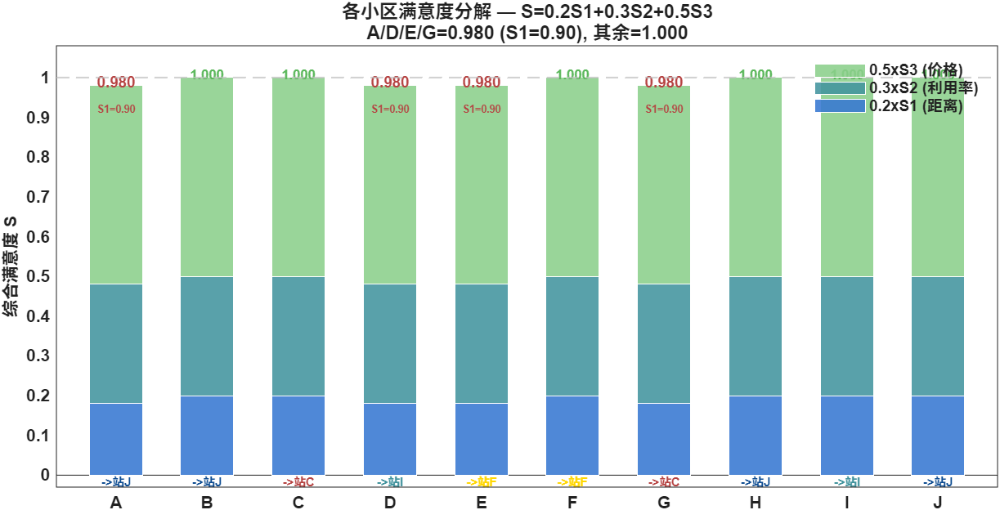 各小区满意度分解 — S=0.2S1+0.3S2+0.5S3
A/D/E/G=0.980 (S1=0.90), 其余=1.000
综合满意度 S
1
0.9
0.8
0.7
0.6
0.5
0.4
0.3
0.2
0.1
0
0.980 1.000 1.000 0.980 0.980 1.000 0.980 1.000 1.000 1.000
S1=0.90 S1=0.90 S1=0.90 S1=0.90
0.5xS3 (价格)
0.3xS2 (利用率)
0.2xS1 (距离)
->站J ->站J ->站C ->站I ->站F ->站F ->站C ->站J ->站I ->站J
A B C D E F G H I J